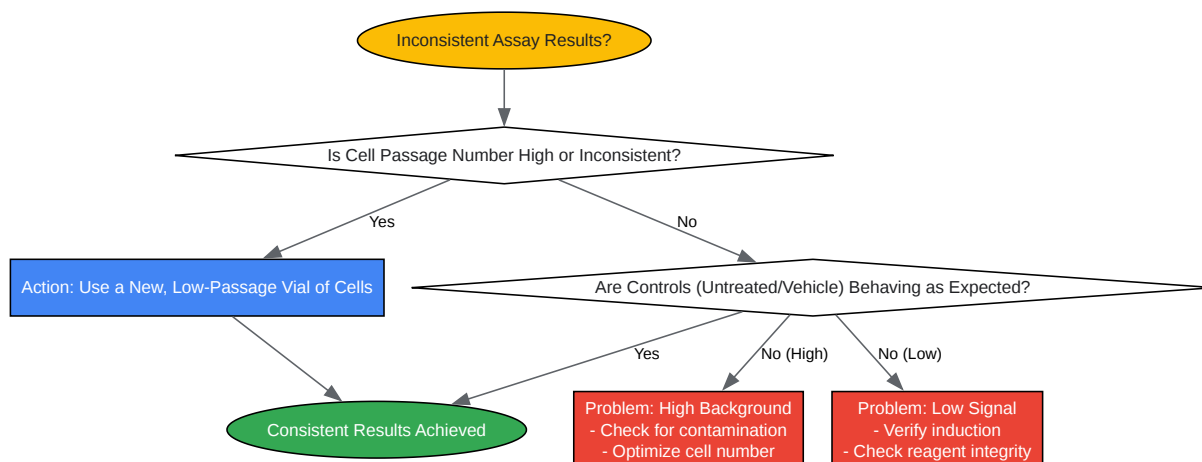 Inconsistent Assay Results?
Is Cell Passage Number High or Inconsistent?
Yes
No
Action: Use a New, Low-Passage Vial of Cells
Are Controls (Untreated/Vehicle) Behaving as Expected?
Yes
No (High)
No (Low)
Consistent Results Achieved
Problem: High Background
- Check for contamination
- Optimize cell number
Problem: Low Signal
- Verify induction
- Check reagent integrity